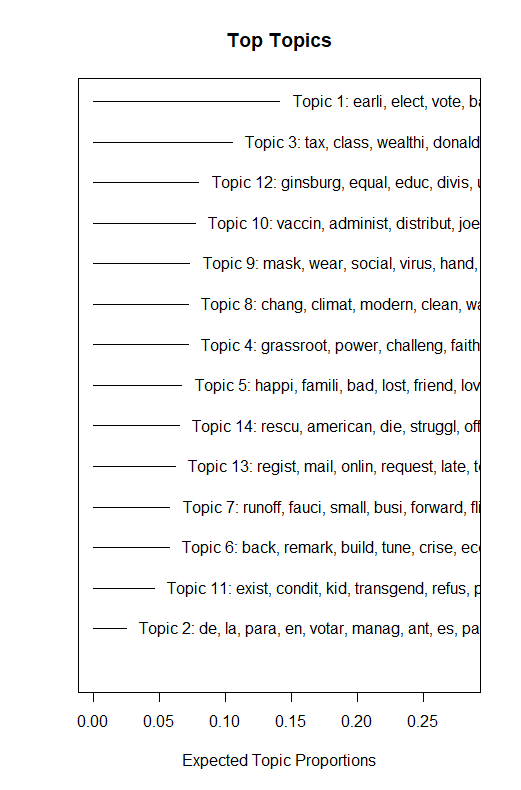 Top Topics
Topic 1: earli, elect, vote,
Topic 3: tax, class, wealthi, donald
Topic 12: ginsburg, equal, educ, divis,
Topic 10: vaccin, administ, distribut, joe
Topic 9: mask, wear, social, virus, hand,
Topic 8: chang, climat, modern, clean,
Topic 4: grassroot, power, challeng, faith
Topic 5: happi, famili, bad, lost, friend, lov
Topic 14: rescu, american, die, struggl, off
Topic 13: regist, mail, onlin, request, late,
Topic 7: runoff, fauci, small, busi, forward,
Topic 6: back, remark, build, tune, crise,
Topic 11: exist, condit, kid, transgend, refus,
Topic 2: de, la, para, en, votar, manag, ant, es, pa
0.00 0.05 0.10 0.15 0.20 0.25
Expected Topic Proportions